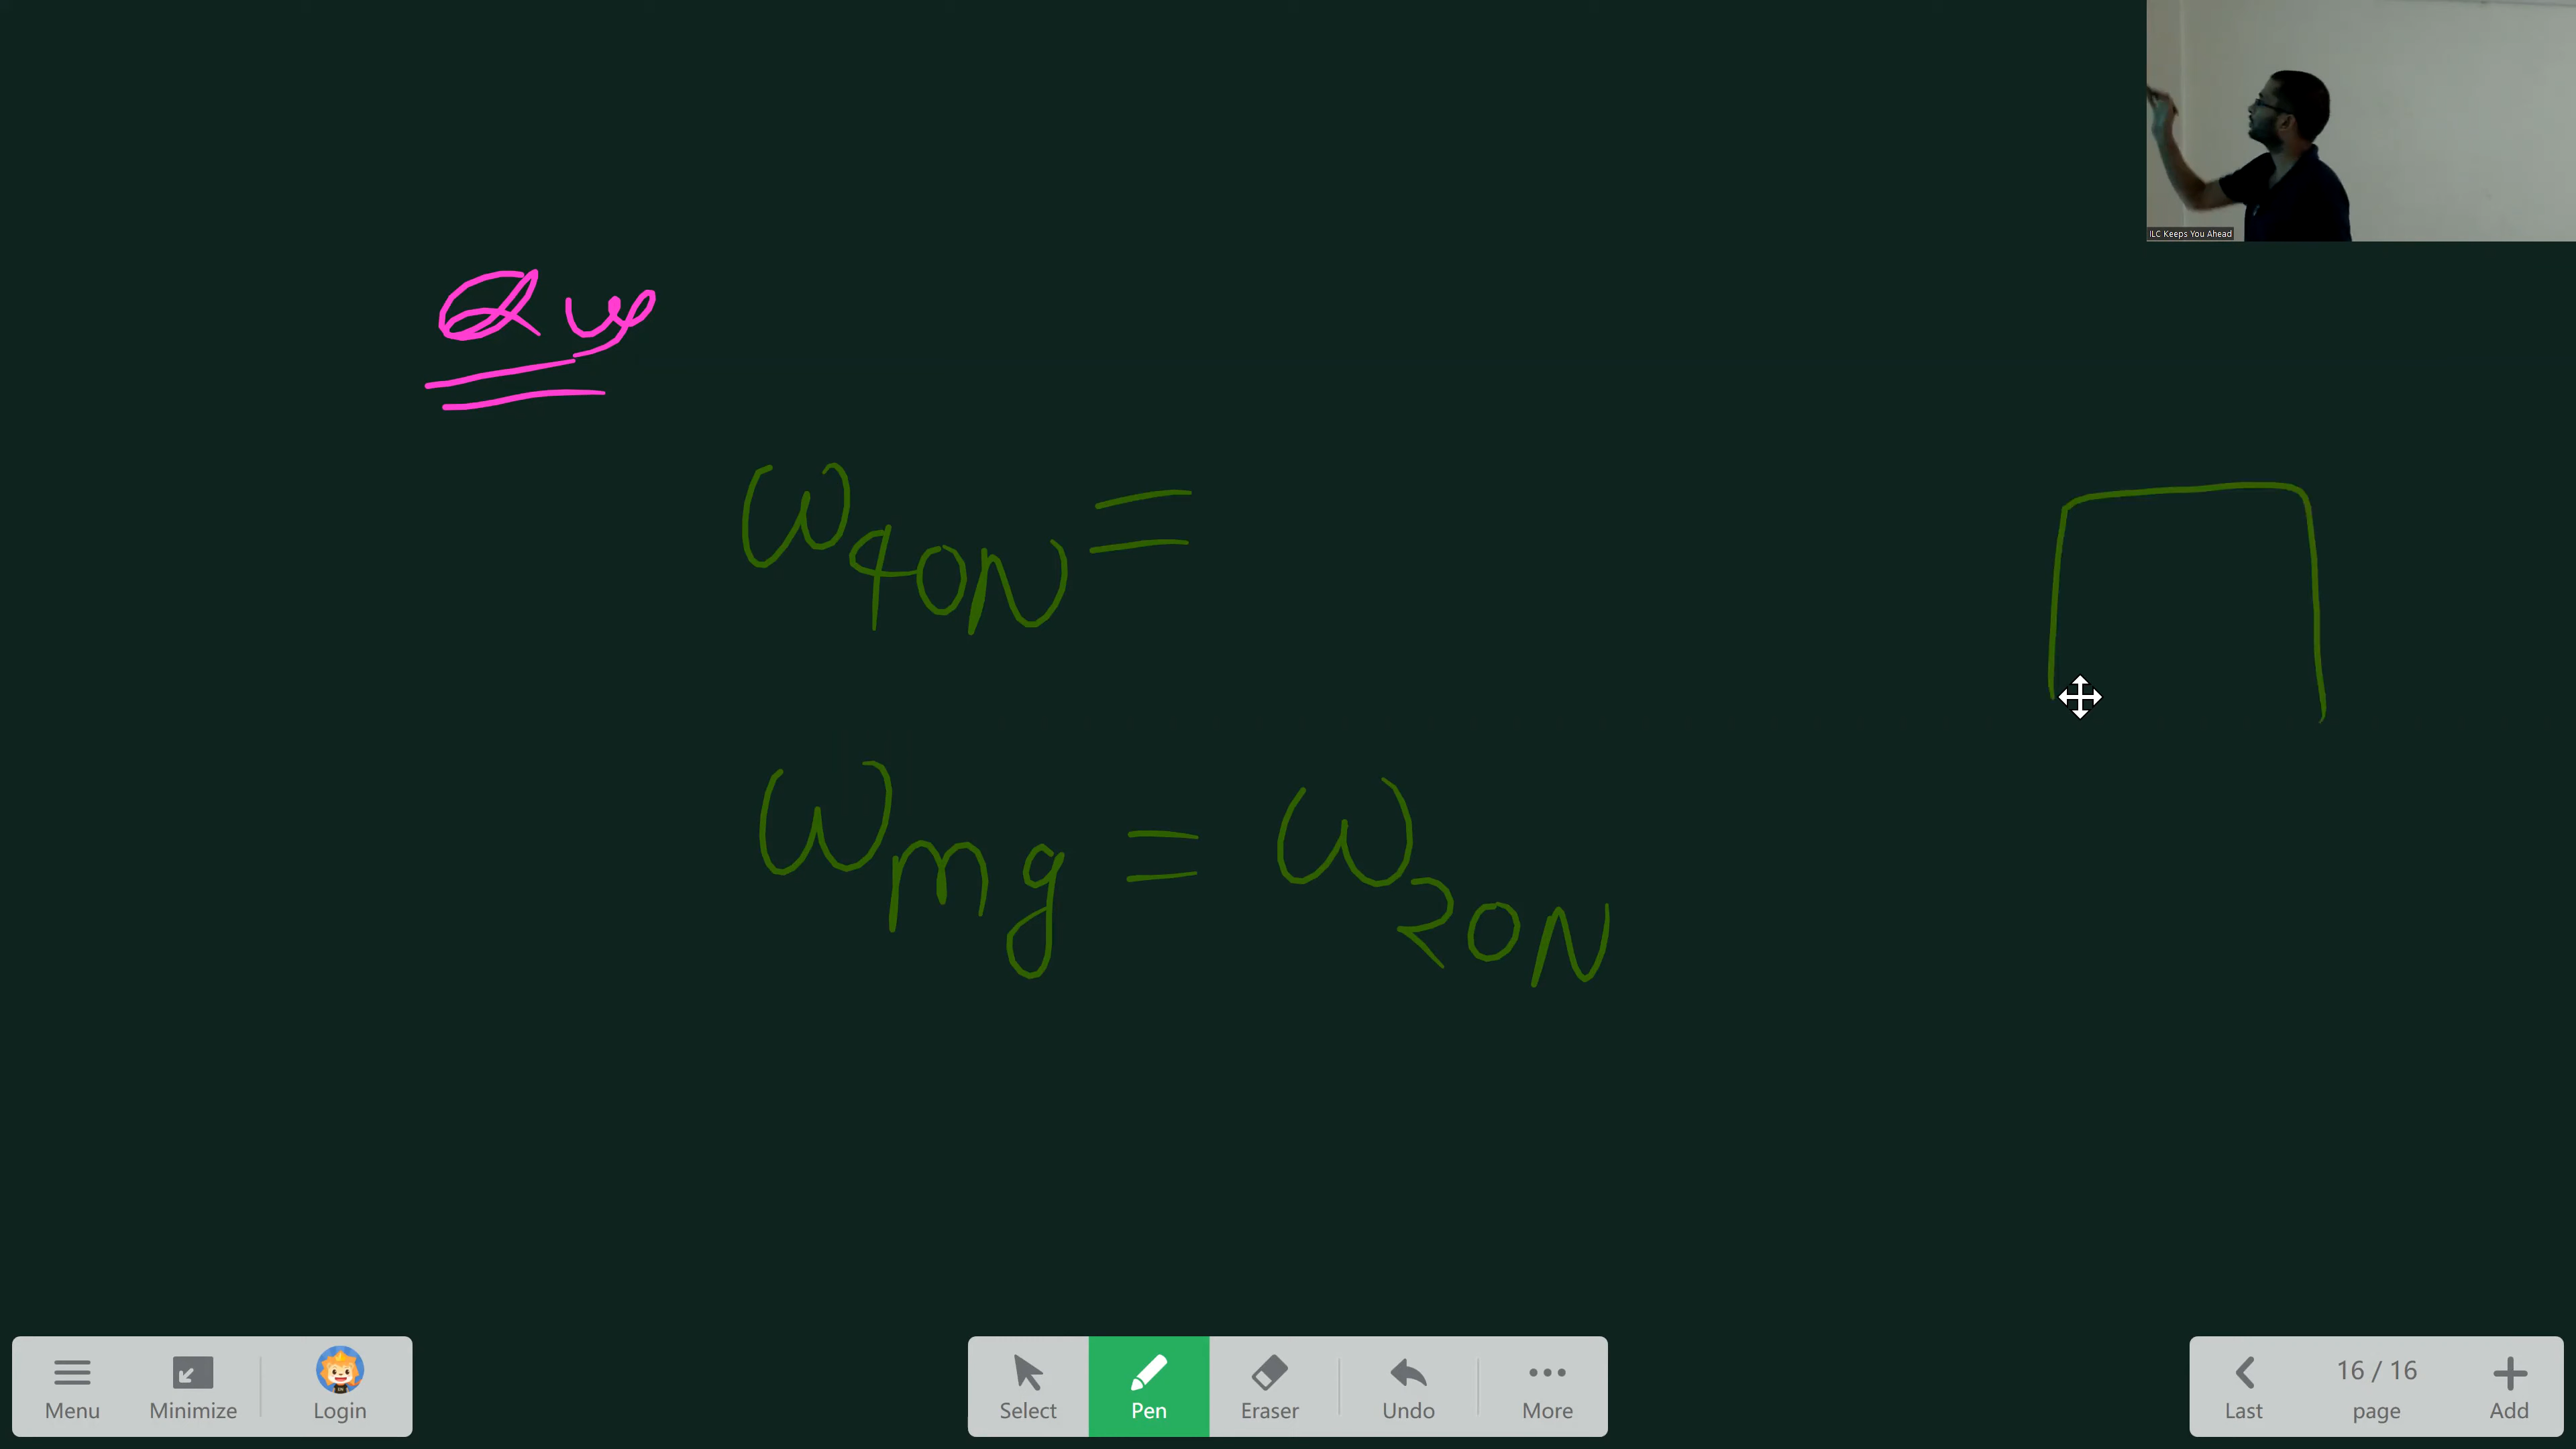 ILC Keeps You Ahead
Que
W40N =
Wmg = W20N
Menu Minimize Login Select Pen Eraser Undo More Last 16 / 16 page Add